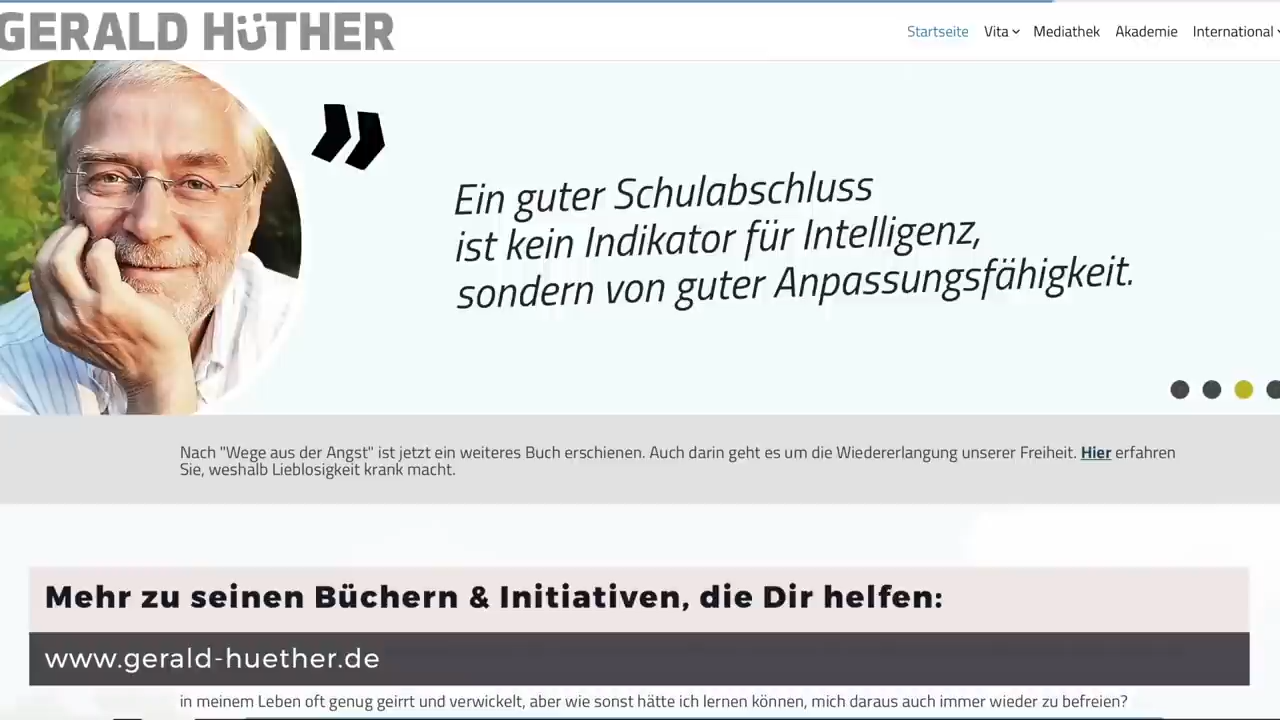 GERALD HÜTHER
Startseite Vita Mediathek Akademie International
Ein guter Schulabschluss
ist kein Indikator für Intelligenz,
sondern von guter Anpassungsfähigkeit.
Nach "Wege aus der Angst" ist jetzt ein weiteres Buch erschienen. Auch darin geht es um die Wiedererlangung unserer Freiheit. Hier erfahren
Sie, weshalb Lieblosigkeit krank macht.
Mehr zu seinen Büchern & Initiativen, die Dir helfen:
www.gerald-huether.de
in meinem Leben oft genug geirrt und verwickelt, aber wie sonst hätte ich lernen können, mich daraus auch immer wieder zu befreien?